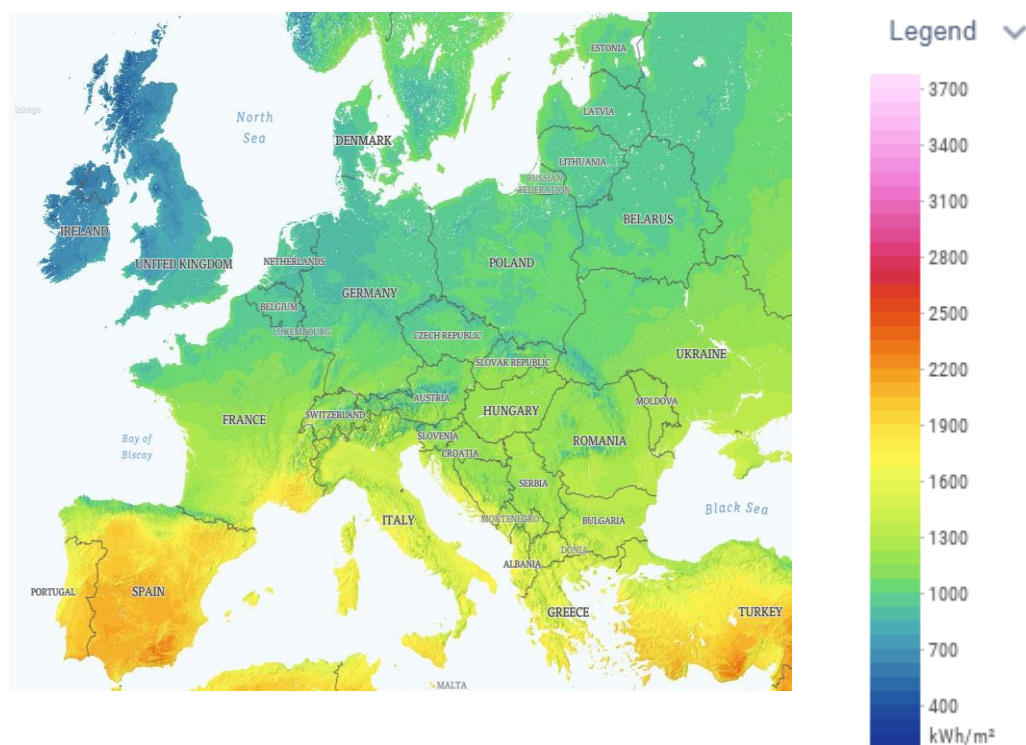 Legend
ESTONIA
North
Sea
LATVIA
DENMARK
LITHUANIA
RUSSIAN
FEDERATION
BELARUS
IRELAND
UNITED KINGDOM
NETHERLANDS
POLAND
GERMANY
BELGIUM
LUXEMBOURG
CZECH REPUBLIC
UKRAINE
SLOVAK REPUBLIC
AUSTRIA
MOLDOVA
SWITZERLAND
HUNGARY
FRANCE
SLOVENIA
ROMANIA
Bay of
Biscay
CROATIA
SERBIA
Black Sea
ITALY
MONTENEGRO
BULGARIA
DONIA
ALBANIA
PORTUGAL
SPAIN
GREECE
TURKEY
MALTA
3700
3400
3100
2800
2500
2200
1900
1600
1300
1000
700
400
kWh/m²